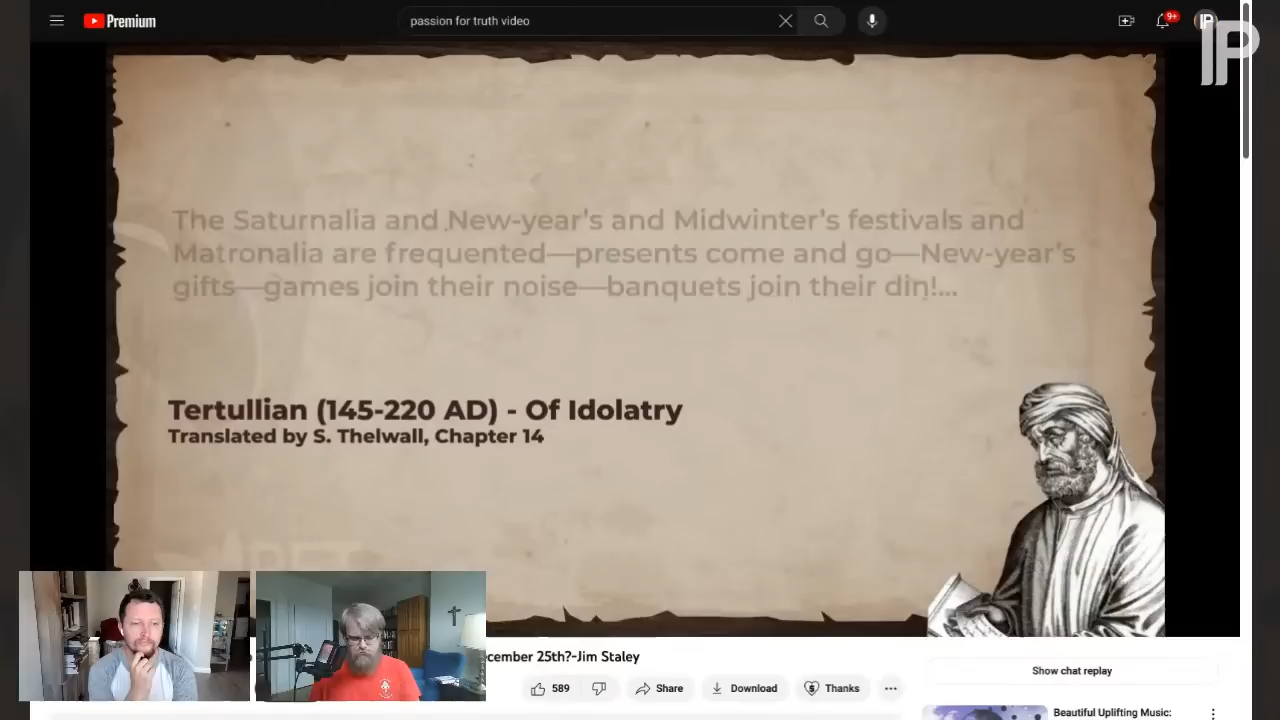 Premium
passion for truth video
9+
IP
IP
The Saturnalia and New-year's and Midwinter's festivals and
Matronalia are frequented—presents come and go—New-year's
gifts—games join their noise—banquets join their din!...
Tertullian (145-220 AD) - Of Idolatry
Translated by S. Thelwall, Chapter 14
cember 25th?-Jim Staley
589
Share
Download
Thanks
Show chat replay
Beautiful Uplifting Music: